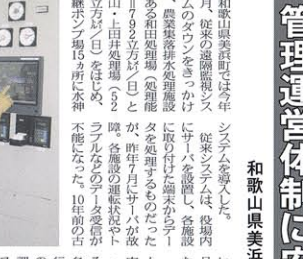 管理運営体制に
和歌山県美浜
和歌山県美浜町では今年
月、従来の遠隔監視シス
ムのダウンをきっかけ
、農業集落排水処理施設
ある和田処理場（処理能
＝792立方㍍／日）と
山・上田井処理場（52
立方㍍／日）をはじめ、
継ポンプ場15ヵ所に水神
システムを導入した。
従来システムは、役場内
にサーバを設置し、各施設
に取り付けた端末からデー
タを処理するものだった
が、昨年7月にサーバが故
障。各施設の運転状況やト
ラブルなどのデータ受信が
不能になった。10年前の古